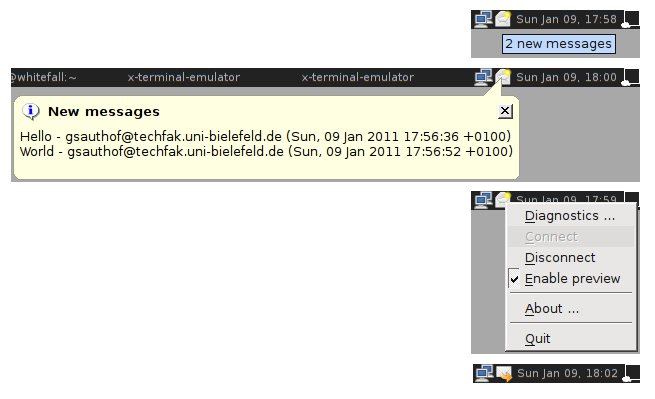 Sun Jan 09, 17:58
2 new messages
@whitefall:~ x-terminal-emulator x-terminal-emulator Sun Jan 09, 18:00
New messages
Hello - gsauthof@techfak.uni-bielefeld.de (Sun, 09 Jan 2011 17:56:36 +0100)
World - gsauthof@techfak.uni-bielefeld.de (Sun, 09 Jan 2011 17:56:52 +0100)
Sun Jan 09, 17:59
Diagnostics ...
Connect
Disconnect
Enable preview
About ...
Quit
Sun Jan 09, 18:02